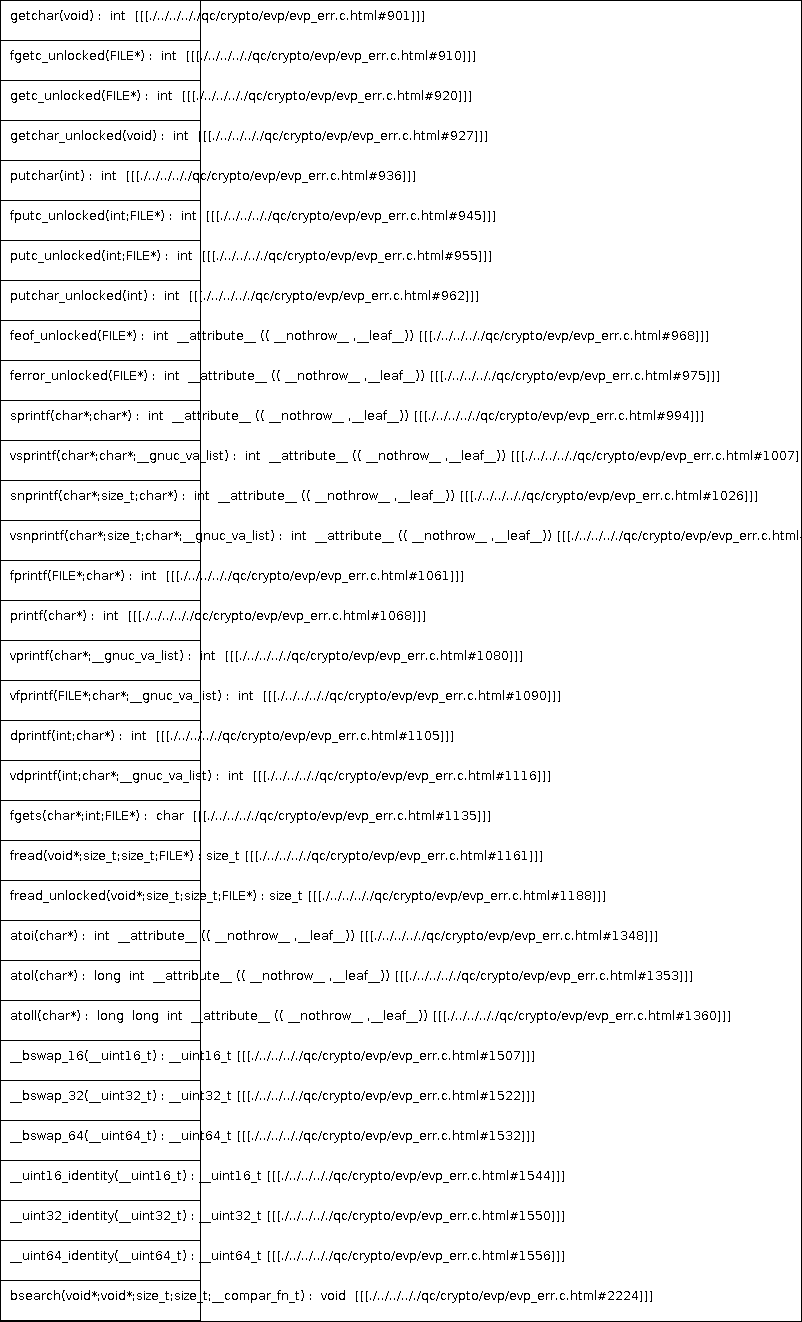 getchar(void) : int [[[./../../../qc/crypto/evp/evp_err.c.html#901]]]
fgetc_unlocked(FILE*) : int [[[./../../../qc/crypto/evp/evp_err.c.html#910]]]
getc_unlocked(FILE*) : int [[[./../../../qc/crypto/evp/evp_err.c.html#920]]]
getchar_unlocked(void) : int [[[./../../../qc/crypto/evp/evp_err.c.html#927]]]
putchar(int) : int [[[./../../../qc/crypto/evp/evp_err.c.html#936]]]
fputc_unlocked(int;FILE*) : int [[[./../../../qc/crypto/evp/evp_err.c.html#945]]]
putc_unlocked(int;FILE*) : int [[[./../../../qc/crypto/evp/evp_err.c.html#955]]]
putchar_unlocked(int) : int [[[./../../../qc/crypto/evp/evp_err.c.html#962]]]
feof_unlocked(FILE*) : int __attribute__ (( __nothrow__ ,__leaf__)) [[[./../../../qc/crypto/evp/evp_err.c.html#968]]]
ferror_unlocked(FILE*) : int __attribute__ (( __nothrow__ ,__leaf__)) [[[./../../../qc/crypto/evp/evp_err.c.html#975]]]
sprintf(char*;char*) : int __attribute__ (( __nothrow__ ,__leaf__)) [[[./../../../qc/crypto/evp/evp_err.c.html#994]]]
vsprintf(char*;char*;__gnuc_va_list) : int __attribute__ (( __nothrow__ ,__leaf__)) [[[./../../../qc/crypto/evp/evp_err.c.html#1007]
snprintf(char*;size_t;char*) : int __attribute__ (( __nothrow__ ,__leaf__)) [[[./../../../qc/crypto/evp/evp_err.c.html#1026]]]
vsnprintf(char*;size_t;char*;__gnuc_va_list) : int __attribute__ (( __nothrow__ ,__leaf__)) [[[./../../../qc/crypto/evp/evp_err.c.html
fprintf(FILE*;char*) : int [[[./../../../qc/crypto/evp/evp_err.c.html#1061]]]
printf(char*) : int [[[./../../../qc/crypto/evp/evp_err.c.html#1068]]]
vprintf(char*;__gnuc_va_list) : int [[[./../../../qc/crypto/evp/evp_err.c.html#1080]]]
vfprintf(FILE*;char*;__gnuc_va_list) : int [[[./../../../qc/crypto/evp/evp_err.c.html#1090]]]
dprintf(int;char*) : int [[[./../../../qc/crypto/evp/evp_err.c.html#1105]]]
vdprintf(int;char*;__gnuc_va_list) : int [[[./../../../qc/crypto/evp/evp_err.c.html#1116]]]
fgets(char*;int;FILE*) : char [[[./../../../qc/crypto/evp/evp_err.c.html#1135]]]
fread(void*;size_t;size_t;FILE*) : size_t [[[./../../../qc/crypto/evp/evp_err.c.html#1161]]]
fread_unlocked(void*;size_t;size_t;FILE*) : size_t [[[./../../../qc/crypto/evp/evp_err.c.html#1188]]]
atoi(char*) : int __attribute__ (( __nothrow__ ,__leaf__)) [[[./../../../qc/crypto/evp/evp_err.c.html#1348]]]
atol(char*) : long int __attribute__ (( __nothrow__ ,__leaf__)) [[[./../../../qc/crypto/evp/evp_err.c.html#1353]]]
atoll(char*) : long long int __attribute__ (( __nothrow__ ,__leaf__)) [[[./../../../qc/crypto/evp/evp_err.c.html#1360]]]
__bswap_16(__uint16_t) : __uint16_t [[[./../../../qc/crypto/evp/evp_err.c.html#1507]]]
__bswap_32(__uint32_t) : __uint32_t [[[./../../../qc/crypto/evp/evp_err.c.html#1522]]]
__bswap_64(__uint64_t) : __uint64_t [[[./../../../qc/crypto/evp/evp_err.c.html#1532]]]
__uint16_identity(__uint16_t) : __uint16_t [[[./../../../qc/crypto/evp/evp_err.c.html#1544]]]
__uint32_identity(__uint32_t) : __uint32_t [[[./../../../qc/crypto/evp/evp_err.c.html#1550]]]
__uint64_identity(__uint64_t) : __uint64_t [[[./../../../qc/crypto/evp/evp_err.c.html#1556]]]
bsearch(void*;void*;size_t;size_t;__compar_fn_t) : void [[[./../../../qc/crypto/evp/evp_err.c.html#2224]]]